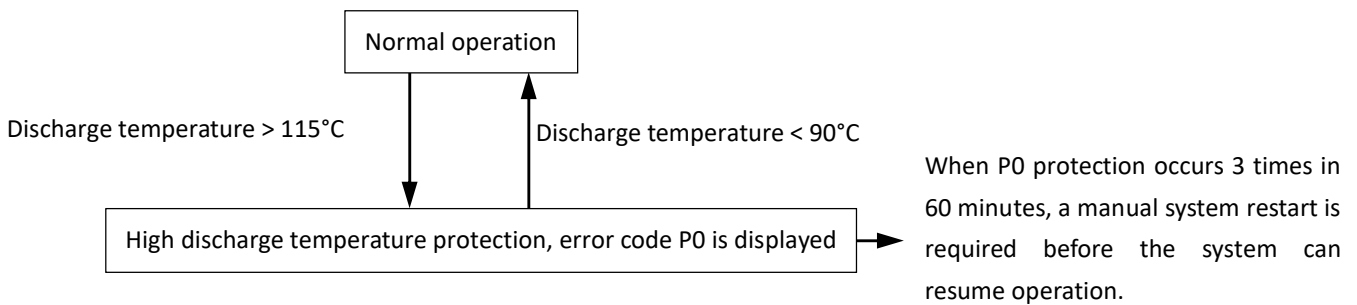 Normal operation
Discharge temperature > 115°C
Discharge temperature < 90°C
High discharge temperature protection, error code P0 is displayed
When P0 protection occurs 3 times in
60 minutes, a manual system restart is
required before the system can
resume operation.